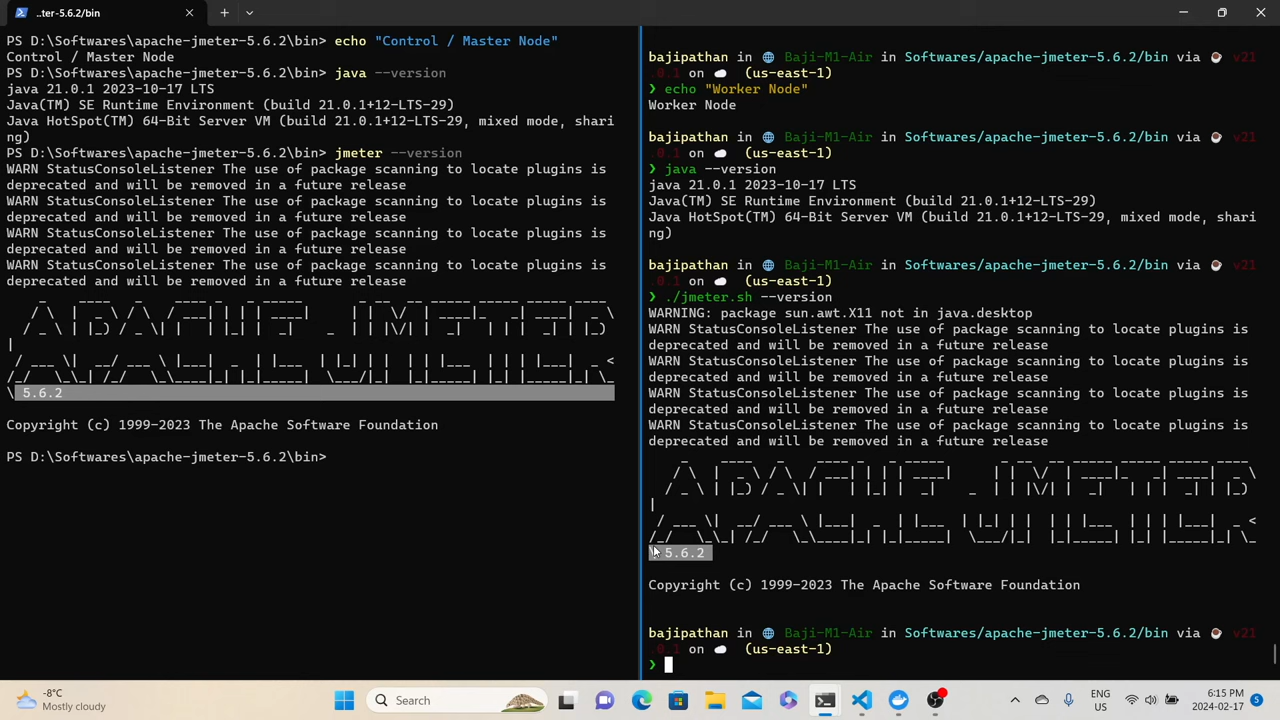 ..ter-5.6.2/bin
PS D:\Softwares\apache-jmeter-5.6.2\bin> echo "Control / Master Node"
Control / Master Node
PS D:\Softwares\apache-jmeter-5.6.2\bin> java --version
java 21.0.1 2023-10-17 LTS
Java(TM) SE Runtime Environment (build 21.0.1+12-LTS-29)
Java HotSpot(TM) 64-Bit Server VM (build 21.0.1+12-LTS-29, mixed mode, shari
ng)
PS D:\Softwares\apache-jmeter-5.6.2\bin> jmeter --version
WARN StatusConsoleListener The use of package scanning to locate plugins is
deprecated and will be removed in a future release
WARN StatusConsoleListener The use of package scanning to locate plugins is
deprecated and will be removed in a future release
WARN StatusConsoleListener The use of package scanning to locate plugins is
deprecated and will be removed in a future release
WARN StatusConsoleListener The use of package scanning to locate plugins is
deprecated and will be removed in a future release
APACHE JMETER
5.6.2
Copyright (c) 1999-2023 The Apache Software Foundation
PS D:\Softwares\apache-jmeter-5.6.2\bin>
bajipathan in 🌐 Baji-M1-Air in Softwares/apache-jmeter-5.6.2/bin via ☕ v21
.0.1 on ☁️ (us-east-1)
❯ echo "Worker Node"
Worker Node
bajipathan in 🌐 Baji-M1-Air in Softwares/apache-jmeter-5.6.2/bin via ☕ v21
.0.1 on ☁️ (us-east-1)
❯ java --version
java 21.0.1 2023-10-17 LTS
Java(TM) SE Runtime Environment (build 21.0.1+12-LTS-29)
Java HotSpot(TM) 64-Bit Server VM (build 21.0.1+12-LTS-29, mixed mode, shari
ng)
bajipathan in 🌐 Baji-M1-Air in Softwares/apache-jmeter-5.6.2/bin via ☕ v21
.0.1 on ☁️ (us-east-1)
❯ ./jmeter.sh --version
WARNING: package sun.awt.X11 not in java.desktop
WARN StatusConsoleListener The use of package scanning to locate plugins is
deprecated and will be removed in a future release
WARN StatusConsoleListener The use of package scanning to locate plugins is
deprecated and will be removed in a future release
WARN StatusConsoleListener The use of package scanning to locate plugins is
deprecated and will be removed in a future release
WARN StatusConsoleListener The use of package scanning to locate plugins is
deprecated and will be removed in a future release
APACHE JMETER
5.6.2
Copyright (c) 1999-2023 The Apache Software Foundation
bajipathan in 🌐 Baji-M1-Air in Softwares/apache-jmeter-5.6.2/bin via ☕ v21
.0.1 on ☁️ (us-east-1)
❯
-8°C
Mostly cloudy
Search
ENG
US
6:15 PM
2024-02-17
5